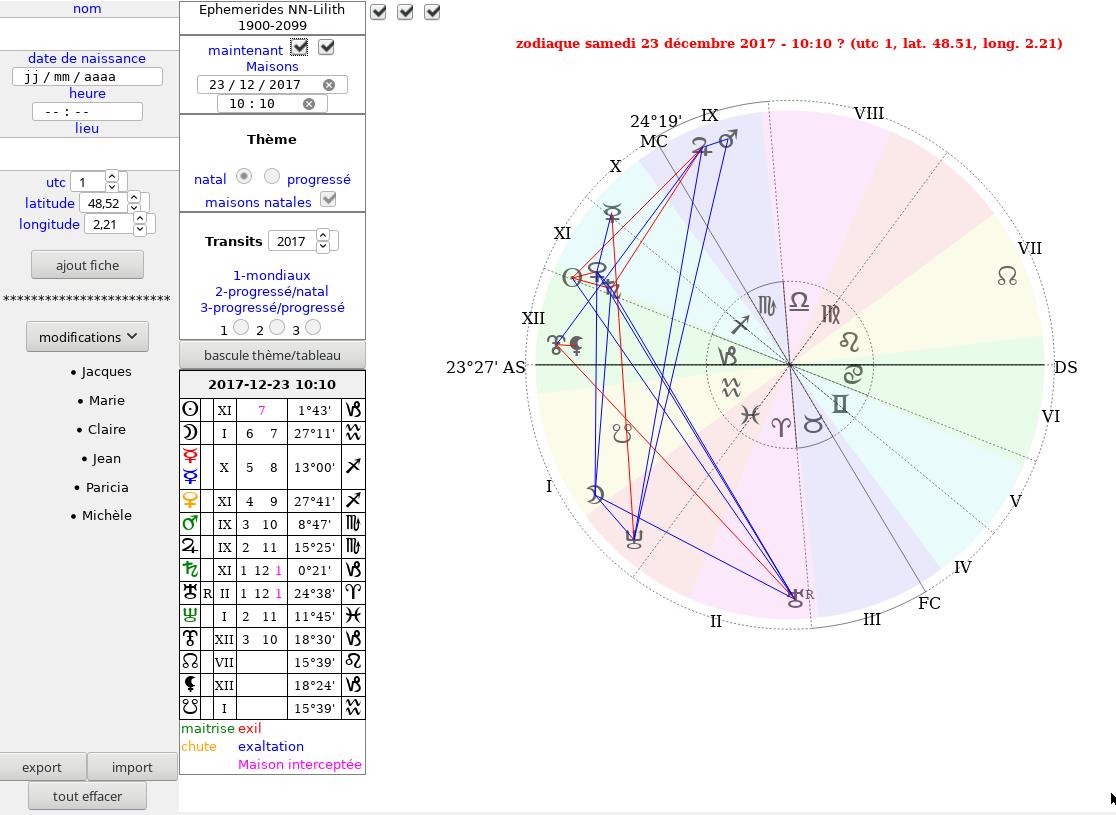 nom
date de naissance
jj / mm / aaaa
heure
-- : --
lieu
utc 1
latitude 48,52
longitude 2,21
ajout fiche
************************
modifications
• Jacques
• Marie
• Claire
• Jean
• Paricia
• Michèle
export import
tout effacer
Ephemerides NN-Lilith
1900-2099
maintenant
Maisons
23 / 12 / 2017
10 : 10
Thème
natal progressé
maisons natales
Transits 2017
1-mondiaux
2-progressé/natal
3-progressé/progressé
1 2 3
bascule thème/tableau
2017-12-23 10:10
☉ XI 7 1°43' ♑
☽ I 6 7 27°11' ♒
☿ ☿ X 5 8 13°00' ♐
♀ XI 4 9 27°41' ♐
♂ IX 3 10 8°47' ♏
♃ IX 2 11 15°25' ♏
♄ XI 1 12 1 0°21' ♑
♅ R II 1 12 1 24°38' ♈
♆ I 2 11 11°45' ♓
XII 3 10 18°30' ♑
☊ VII 15°39' ♌
⚸ XII 18°24' ♑
☋ I 15°39' ♒
maitrise exil
chute exaltation
Maison interceptée
zodiaque samedi 23 décembre 2017 - 10:10 ? (utc 1, lat. 48.51, long. 2.21)
24°19'
MC
IX
VIII
X
XI
VII
XII
23°27' AS
DS
VI
I
V
IV
FC
II
III
♃ ♂
☿
☉ ♀ ♄
⚸
☊
☋
☽
♆
♅ R
♏ ♎ ♍
♐ ♌
♑ ♋
♒ ♊
♓ ♈ ♉